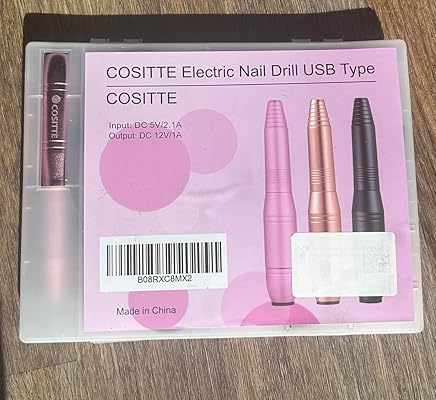 COSITTE Electric Nail Drill USB Type
COSITTE
Input: DC 5V/2.1A
Output: DC 12V/1A
COSITTE
B08RXC8MX2
Made in China